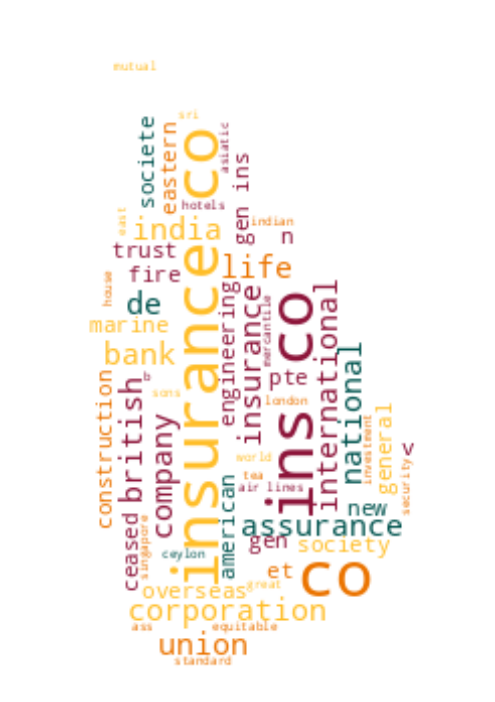 mutual
sri
societe
eastern
insurance co
asiatic
gen ins
hotels
east
india
indian
n
trust
fire
life
house
de
engineering
insurance
mercantile
ins co
international
marine
bank
national
b
pte
construction
british
sons
london
company
general
investment
<
security
world
tea
air lines
american
new
assurance
ceased
singapore
gen
society
ceylon
et
co
overseas
great
corporation
ass
equitable
union
standard